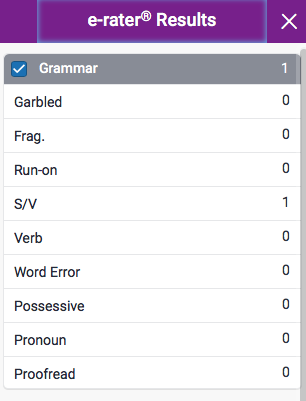 e-rater® Results
Grammar 1
Garbled 0
Frag. 0
Run-on 0
S/V 1
Verb 0
Word Error 0
Possessive 0
Pronoun 0
Proofread 0